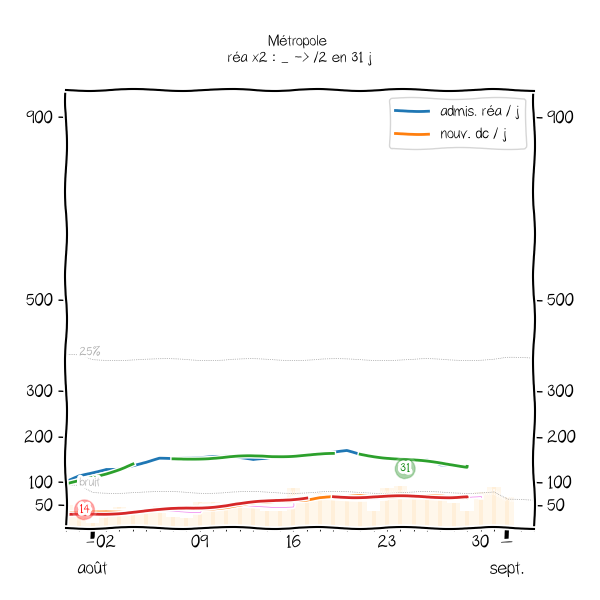 Métropole
réa x2 : _ -> /2 en 31 j
admis. réa / j
nouv. dc / j
900
900
500
500
25%
300
300
200
200
100
bruit
31
100
50
14
50
02
09
16
23
30
août
sept.